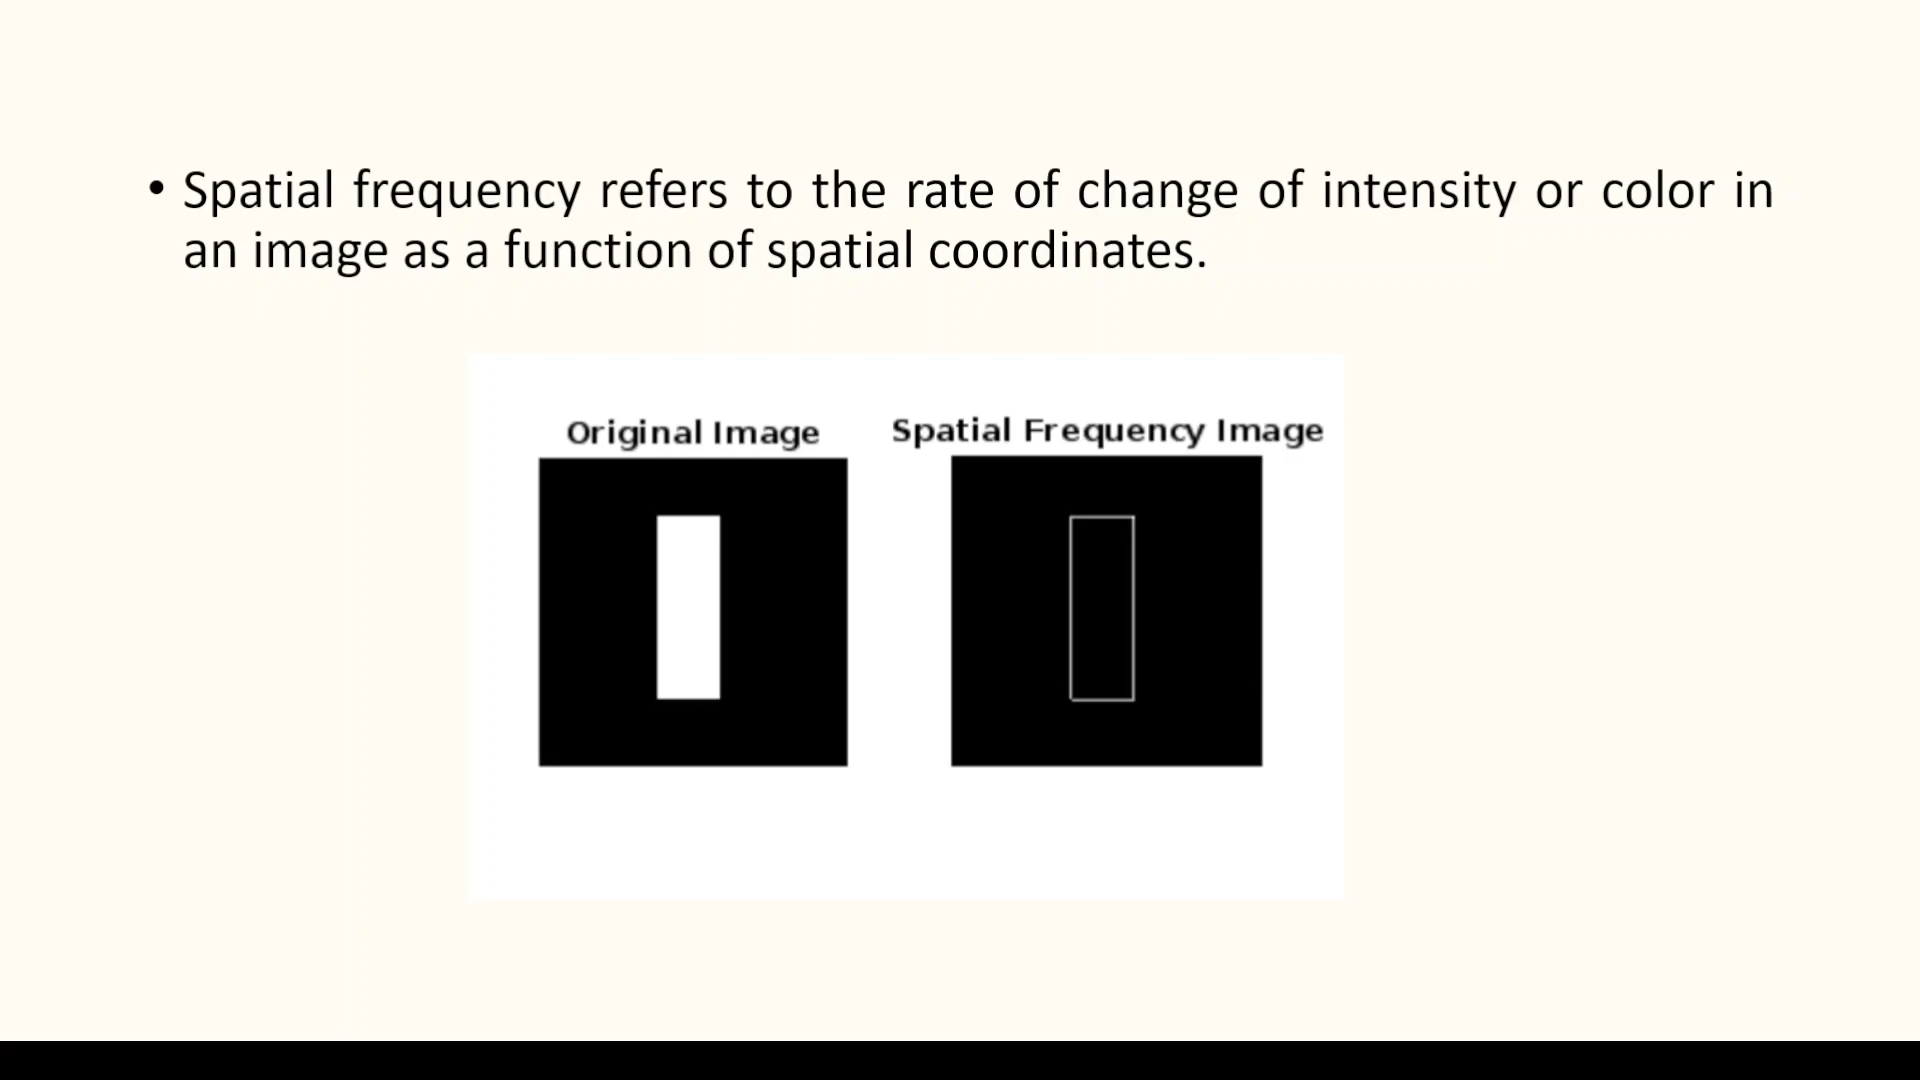 • Spatial frequency refers to the rate of change of intensity or color in
an image as a function of spatial coordinates.
Original Image
Spatial Frequency Image